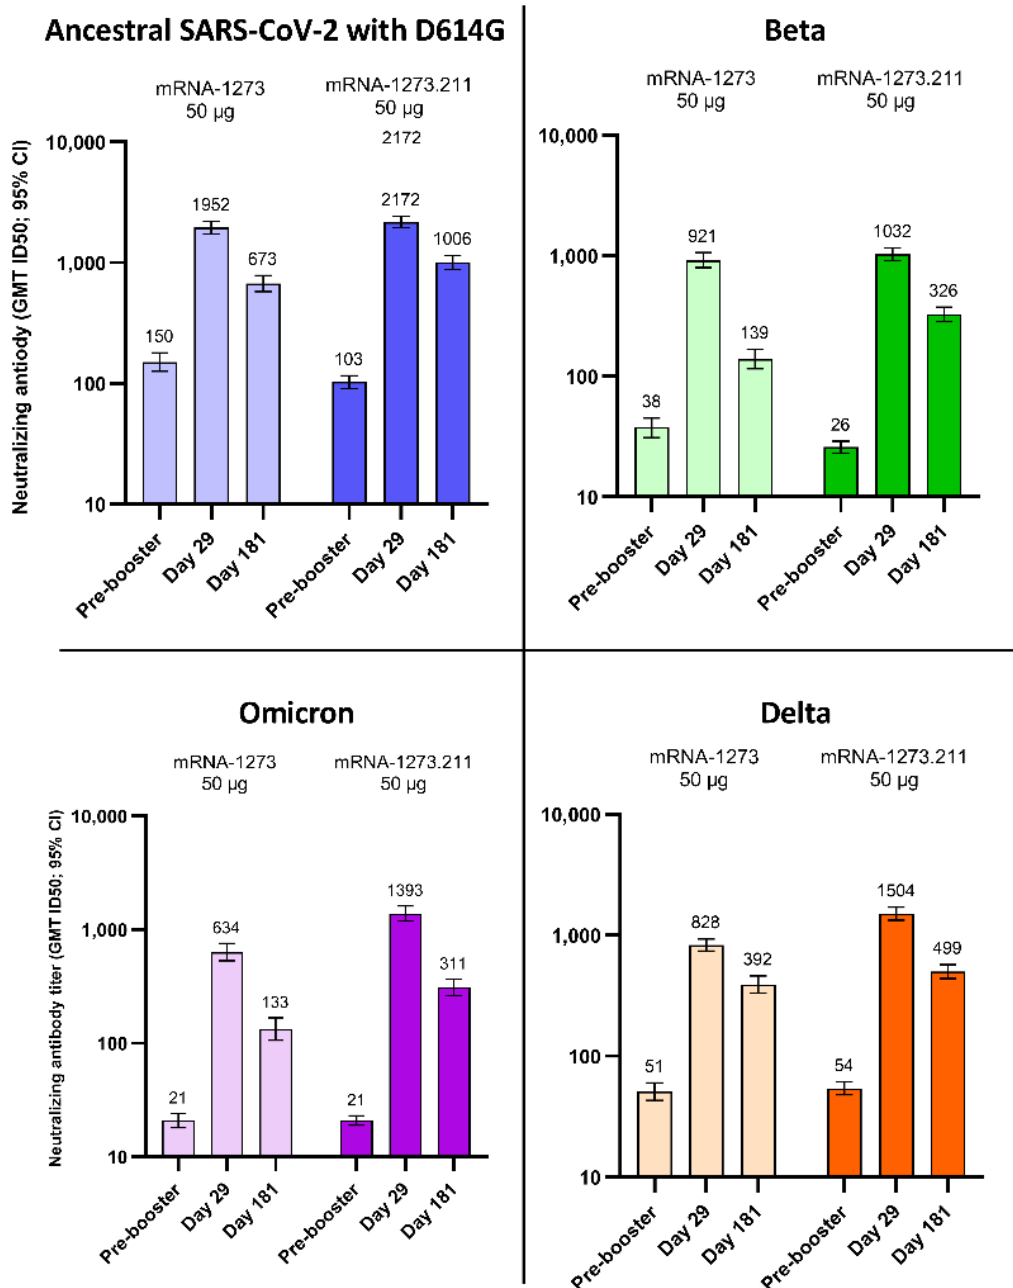 Ancestral SARS-CoV-2 with D614G
mRNA-1273
50 µg
mRNA-1273.211
50 µg
2172
Neutralizing antiody (GMT ID50; 95% CI)
10,000
1,000
100
10
150
1952
673
103
2172
1006
Pre-booster
Day 29
Day 181
Pre-booster
Day 29
Day 181
Beta
mRNA-1273
50 µg
mRNA-1273.211
50 µg
10,000
1,000
100
10
38
921
139
26
1032
326
Pre-booster
Day 29
Day 181
Pre-booster
Day 29
Day 181
Omicron
mRNA-1273
50 µg
mRNA-1273.211
50 µg
Neutralizing antibody titer (GMT ID50; 95% CI)
10,000
1,000
100
10
21
634
133
21
1393
311
Pre-booster
Day 29
Day 181
Pre-booster
Day 29
Day 181
Delta
mRNA-1273
50 µg
mRNA-1273.211
50 µg
10,000
1,000
100
10
51
828
392
54
1504
499
Pre-booster
Day 29
Day 181
Pre-booster
Day 29
Day 181